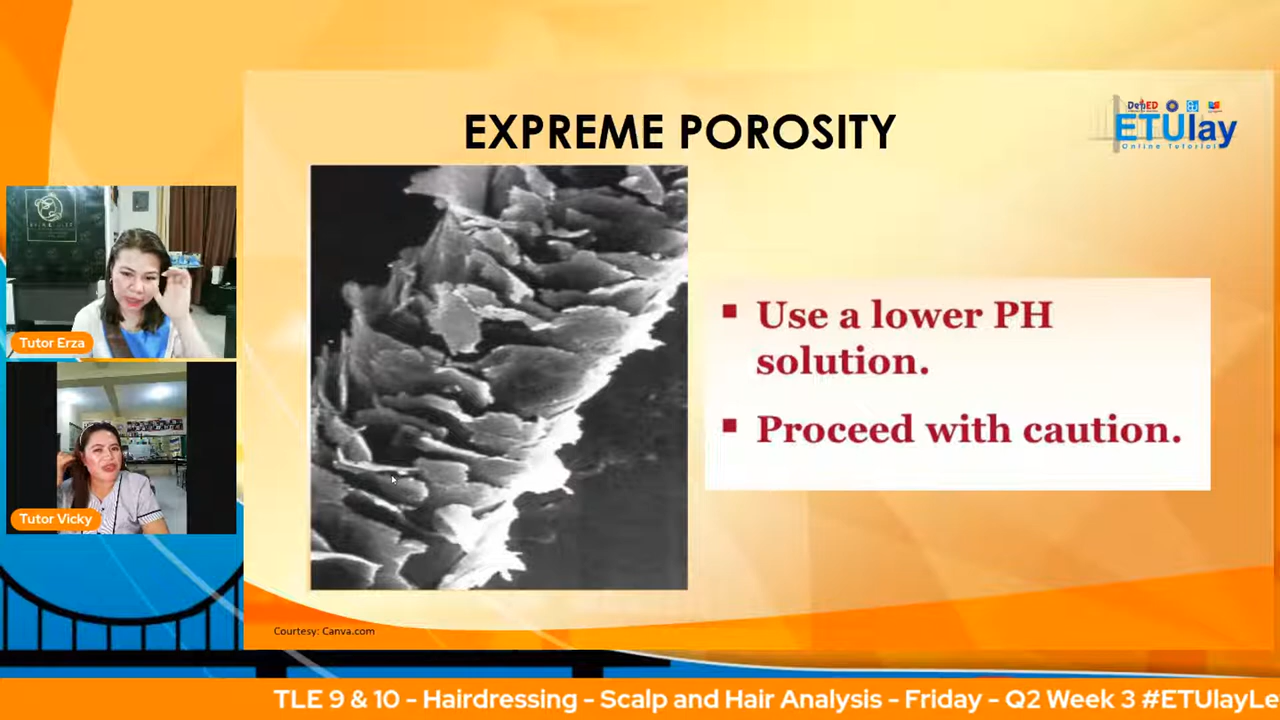 EXPREME POROSITY
DepED
ETUlay
Online Tutorial
Use a lower PH
solution.
Proceed with caution.
Tutor Erza
Tutor Vicky
Courtesy: Canva.com
TLE 9 & 10 - Hairdressing - Scalp and Hair Analysis - Friday - Q2 Week 3 #ETUlayLe